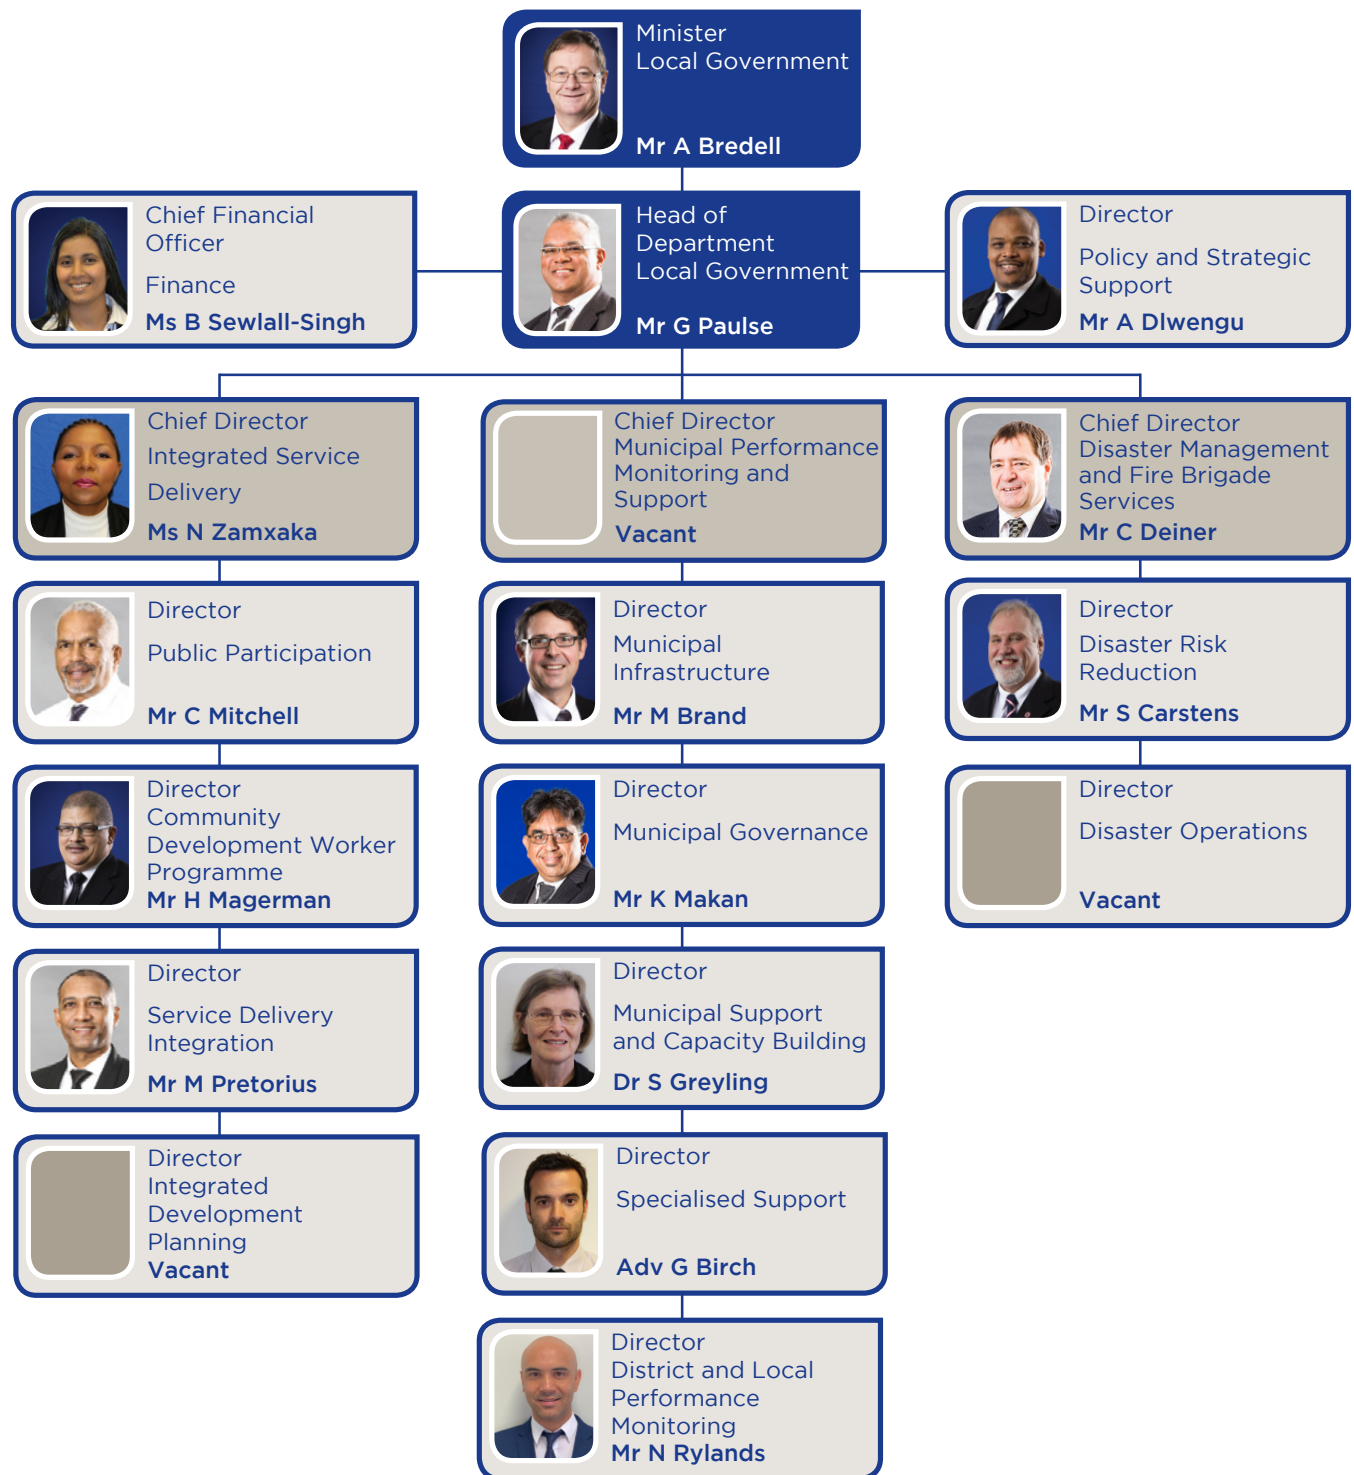 Minister
Local Government
Mr A Bredell
Chief Financial
Officer
Finance
Ms B Sewlall-Singh
Head of
Department
Local Government
Mr G Paulse
Director
Policy and Strategic
Support
Mr A Dlwengu
Chief Director
Integrated Service
Delivery
Ms N Zamxaka
Chief Director
Municipal Performance
Monitoring and
Support
Vacant
Chief Director
Disaster Management
and Fire Brigade
Services
Mr C Deiner
Director
Public Participation
Mr C Mitchell
Director
Municipal
Infrastructure
Mr M Brand
Director
Disaster Risk
Reduction
Mr S Carstens
Director
Community
Development Worker
Programme
Mr H Magerman
Director
Municipal Governance
Mr K Makan
Director
Disaster Operations
Vacant
Director
Service Delivery
Integration
Mr M Pretorius
Director
Municipal Support
and Capacity Building
Dr S Greyling
Director
Integrated
Development
Planning
Vacant
Director
Specialised Support
Adv G Birch
Director
District and Local
Performance
Monitoring
Mr N Rylands